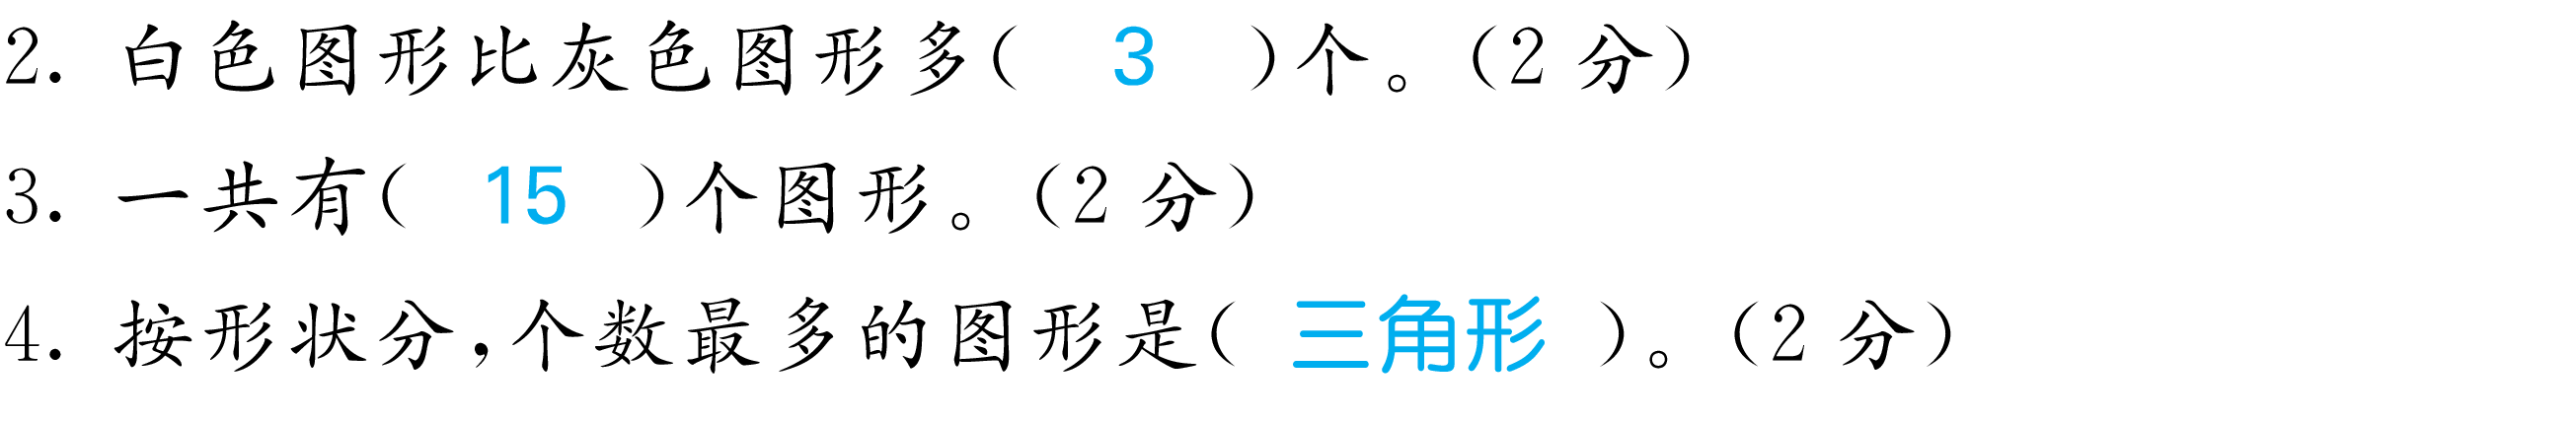 2. 白色图形比灰色图形多( 3 )个。(2 分)
3. 一共有( 15 )个图形。(2 分)
4. 按形状分,个数最多的图形是( 三角形 )。(2 分)